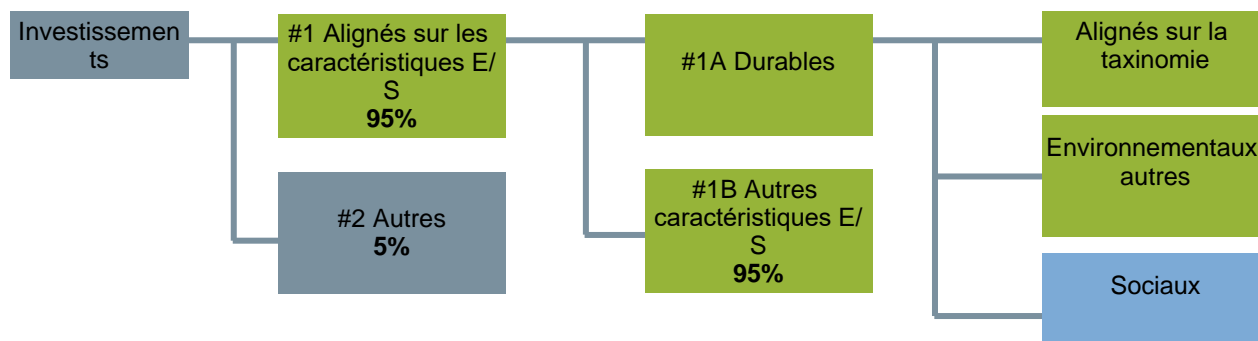 Investissemen
ts
#1 Alignés sur les
caractéristiques E/
S
95%
#2 Autres
5%
#1A Durables
#1B Autres
caractéristiques E/
S
95%
Alignés sur la
taxinomie
Environnementaux
autres
Sociaux